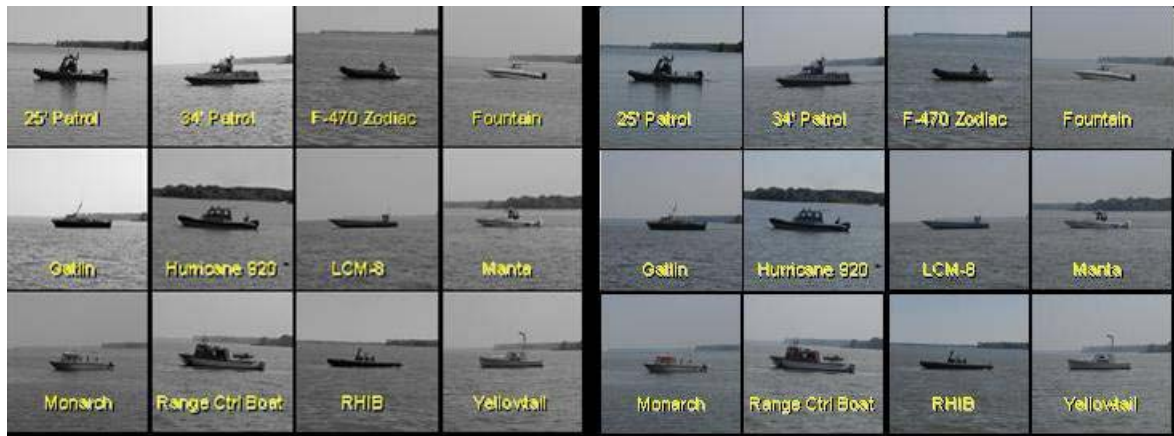 25' Patrol 34' Patrol F-470 Zodiac Fountain 25' Patrol 34' Patrol F-470 Zodiac Fountain
Gatlin Hurricane 920 LCM-8 Manta Gatlin Hurricane 920 LCM-8 Manta
Monarch Range Ctrl Boat RHIB Yellowtail Monarch Range Ctrl Boat RHIB Yellowtail